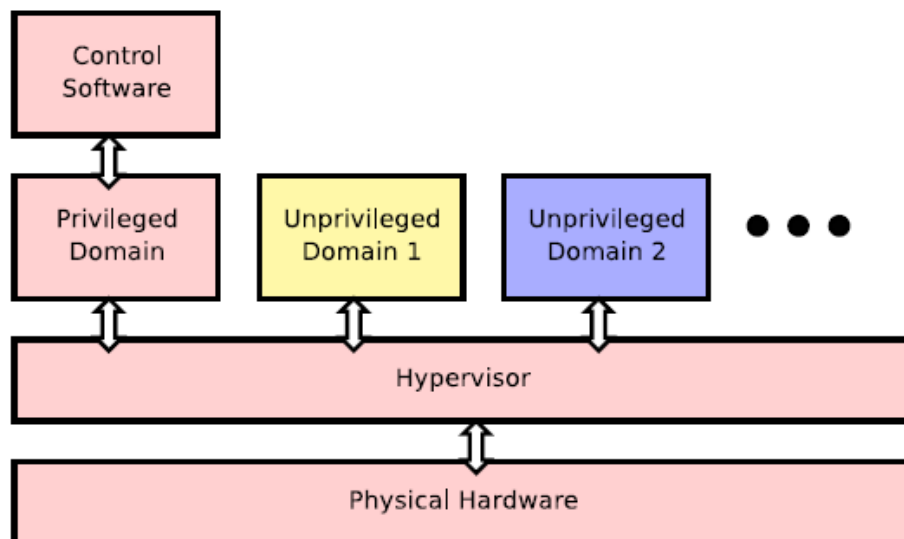 Control
Software
Privileged
Domain
Unprivileged
Domain 1
Unprivileged
Domain 2
Hypervisor
Physical Hardware